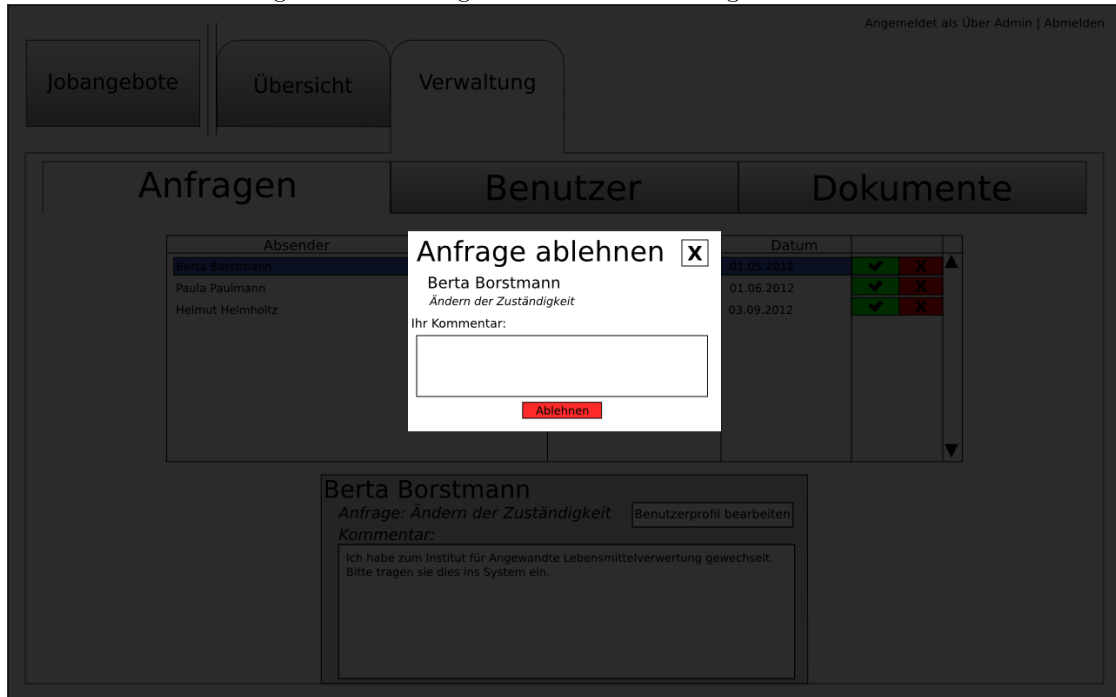 Angemeldet als Über Admin | Abmelden
Jobangebote
Übersicht
Verwaltung
Anfragen
Benutzer
Dokumente
Absender
Datum
Anfrage ablehnen X
Berta Borstmann
Ändern der Zuständigkeit
Ihr Kommentar:
Ablehnen
Berta Borstmann 01.05.2012 X
Paula Paulmann 01.06.2012 X
Helmut Helmholtz 03.09.2012 X
Berta Borstmann
Anfrage: Ändern der Zuständigkeit
Benutzerprofil bearbeiten
Kommentar:
Ich habe zum Institut für Angewandte Lebensmittelverwertung gewechselt.
Bitte tragen sie dies ins System ein.